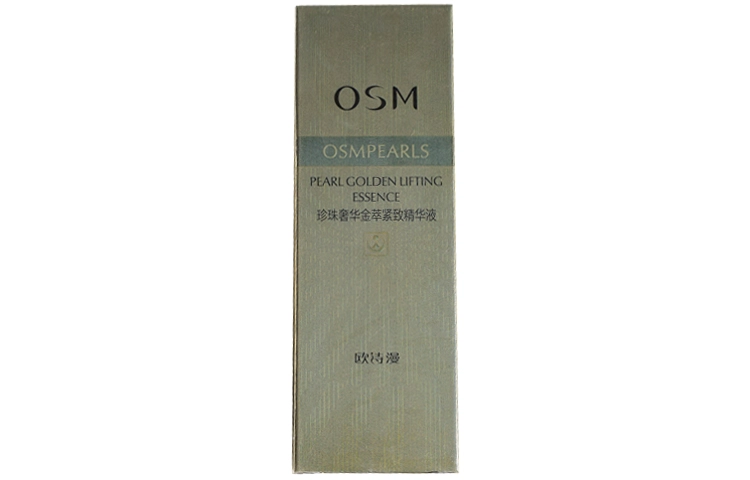 OSM
OSMPEARLS
PEARL GOLDEN LIFTING
ESSENCE
珍珠奢华金萃紧致精华液
欧诗漫